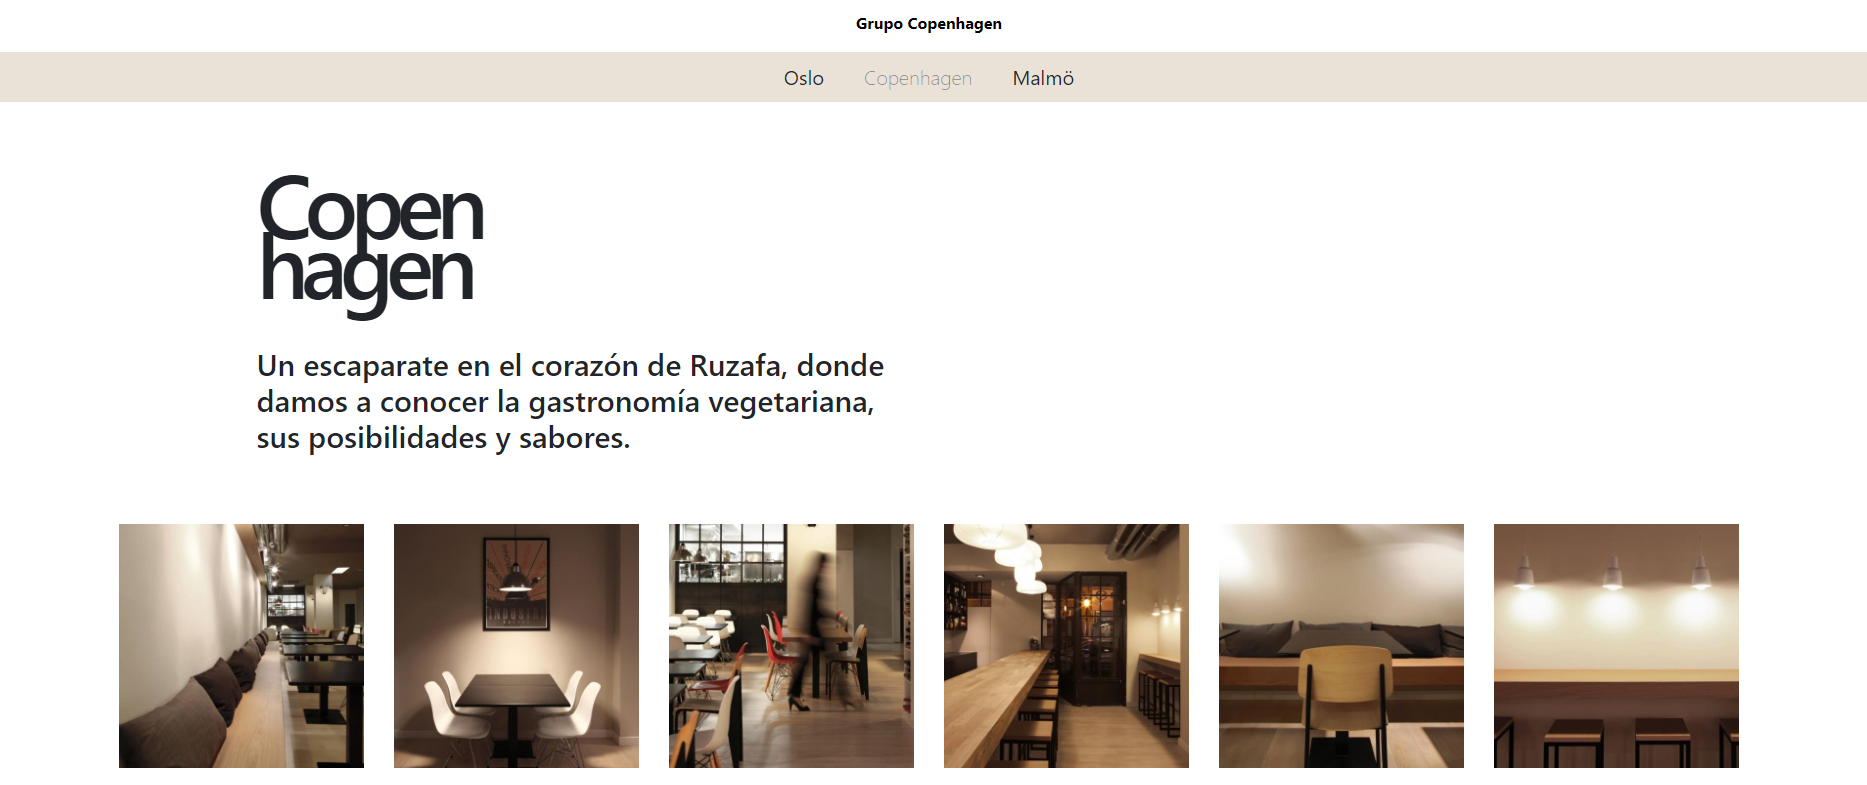 Grupo Copenhagen
Oslo Copenhagen Malmö
Copen
hagen
Un escaparate en el corazón de Ruzafa, donde
damos a conocer la gastronomía vegetariana,
sus posibilidades y sabores.